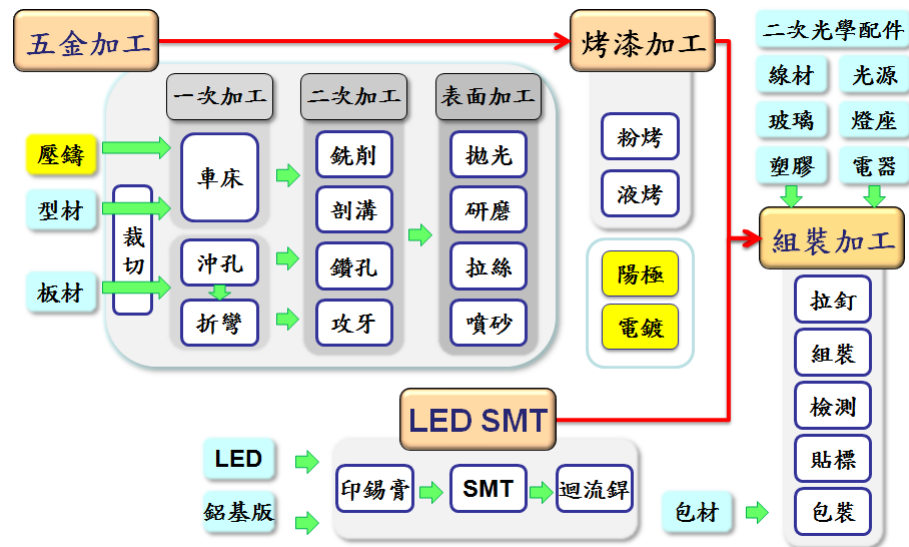 五金加工
烤漆加工
二次光學配件
線材
光源
玻璃
燈座
塑膠
電器
一次加工
二次加工
表面加工
壓鑄
型材
板材
裁切
車床
沖孔
折彎
銑削
剖溝
鑽孔
攻牙
拋光
研磨
拉絲
噴砂
粉烤
液烤
陽極
電鍍
組裝加工
拉釘
組裝
檢測
貼標
包裝
包材
LED SMT
LED
鋁基版
印錫膏
SMT
迴流銲